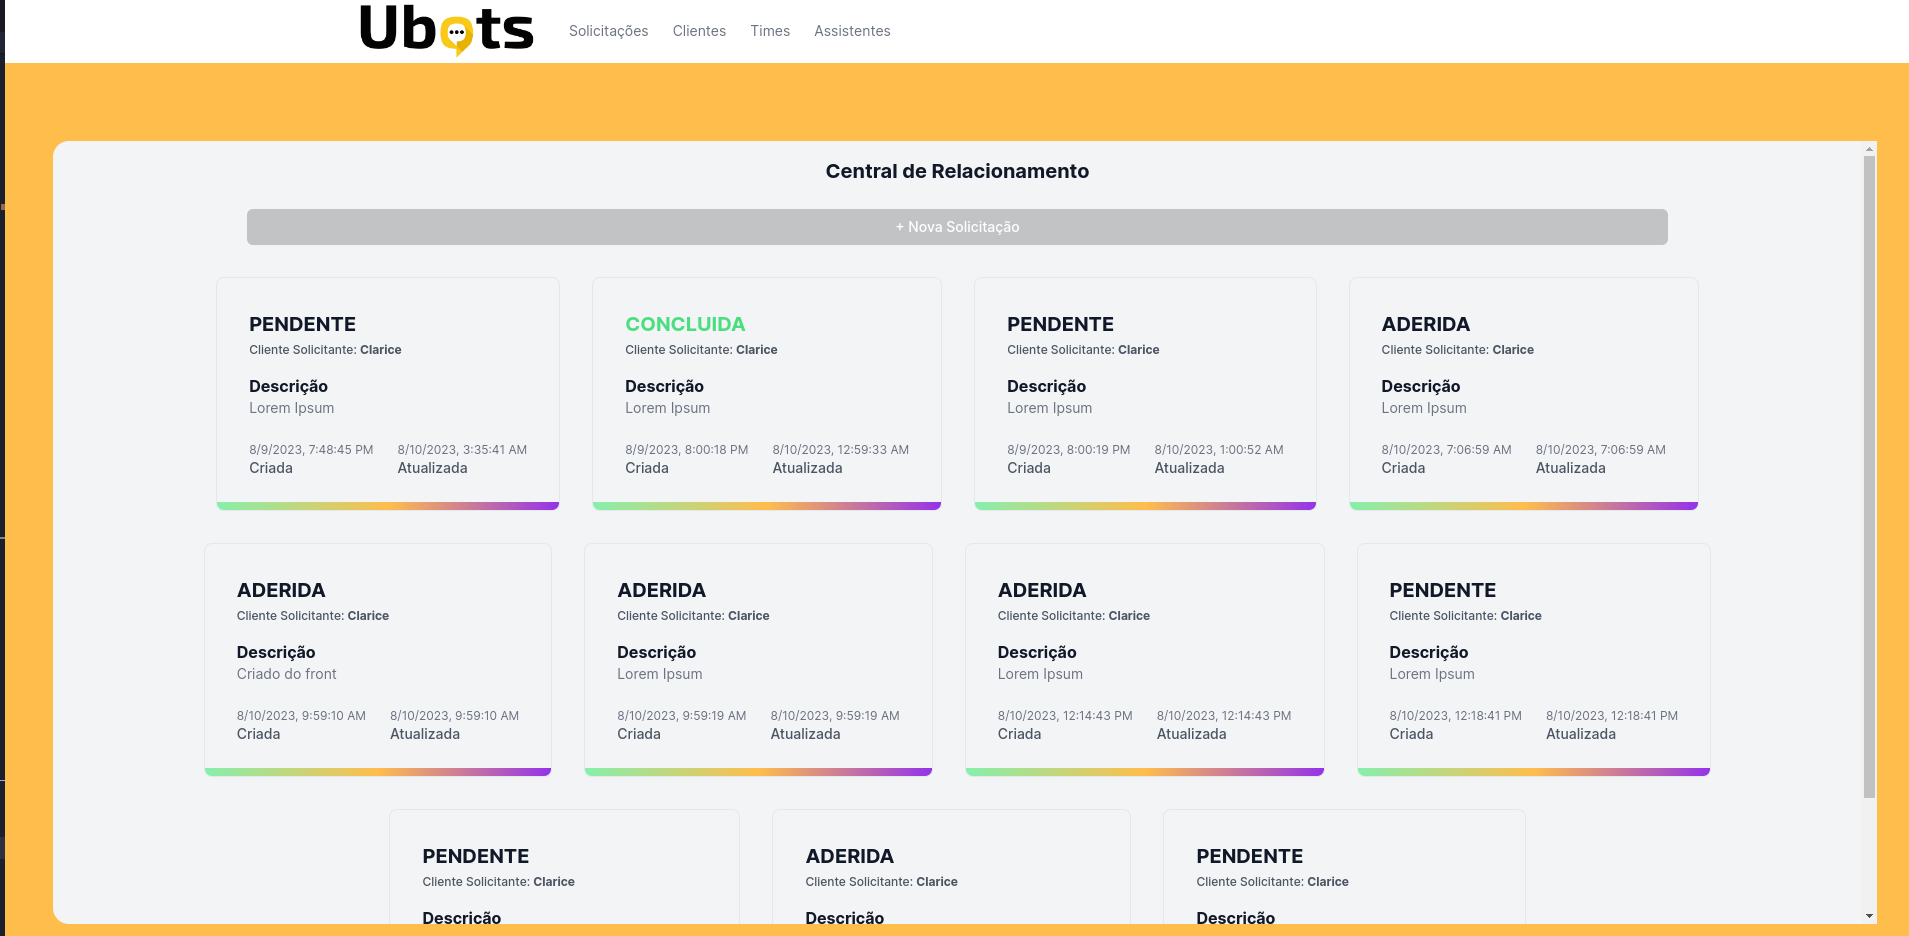 Ubots
Solicitações Clientes Times Assistentes
Central de Relacionamento
+ Nova Solicitação
PENDENTE
Cliente Solicitante: Clarice
Descrição
Lorem Ipsum
8/9/2023, 7:48:45 PM 8/10/2023, 3:35:41 AM
Criada Atualizada
CONCLUIDA
Cliente Solicitante: Clarice
Descrição
Lorem Ipsum
8/9/2023, 8:00:18 PM 8/10/2023, 12:59:33 AM
Criada Atualizada
PENDENTE
Cliente Solicitante: Clarice
Descrição
Lorem Ipsum
8/9/2023, 8:00:19 PM 8/10/2023, 1:00:52 AM
Criada Atualizada
ADERIDA
Cliente Solicitante: Clarice
Descrição
Lorem Ipsum
8/10/2023, 7:06:59 AM 8/10/2023, 7:06:59 AM
Criada Atualizada
ADERIDA
Cliente Solicitante: Clarice
Descrição
Criado do front
8/10/2023, 9:59:10 AM 8/10/2023, 9:59:10 AM
Criada Atualizada
ADERIDA
Cliente Solicitante: Clarice
Descrição
Lorem Ipsum
8/10/2023, 9:59:19 AM 8/10/2023, 9:59:19 AM
Criada Atualizada
ADERIDA
Cliente Solicitante: Clarice
Descrição
Lorem Ipsum
8/10/2023, 12:14:43 PM 8/10/2023, 12:14:43 PM
Criada Atualizada
PENDENTE
Cliente Solicitante: Clarice
Descrição
Lorem Ipsum
8/10/2023, 12:18:41 PM 8/10/2023, 12:18:41 PM
Criada Atualizada
PENDENTE
Cliente Solicitante: Clarice
Descrição
ADERIDA
Cliente Solicitante: Clarice
Descrição
PENDENTE
Cliente Solicitante: Clarice
Descrição